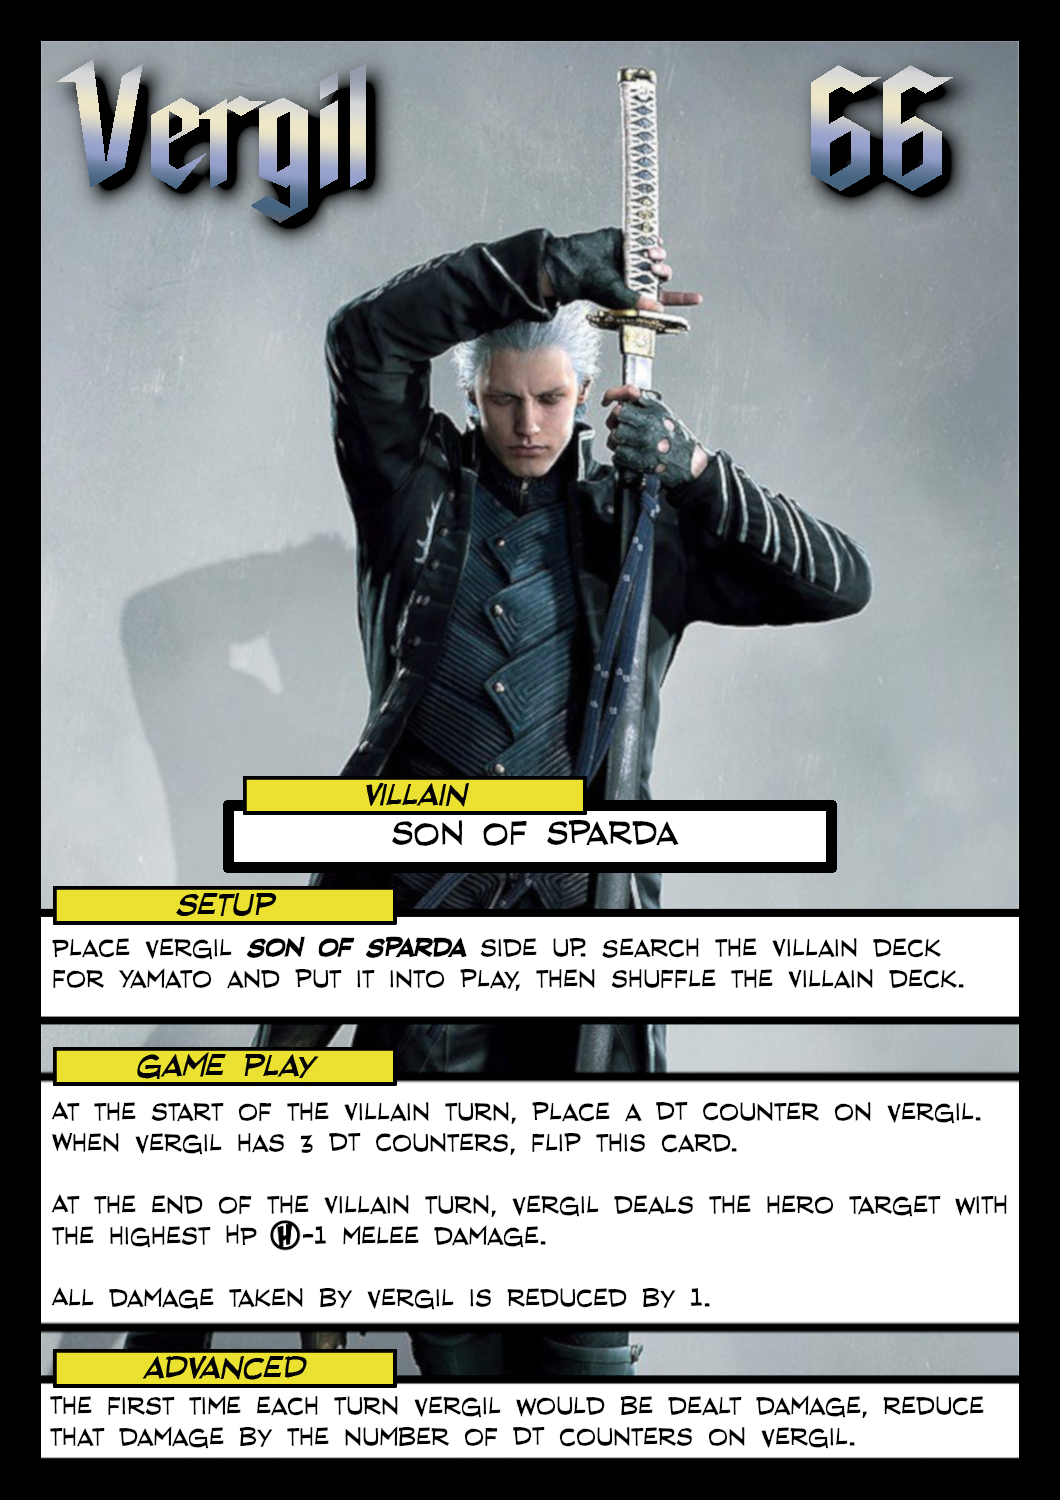 Vergil 66
VILLAIN
SON OF SPARDA
SETUP
PLACE VERGIL SON OF SPARDA SIDE UP. SEARCH THE VILLAIN DECK
FOR YAMATO AND PUT IT INTO PLAY, THEN SHUFFLE THE VILLAIN DECK.
GAME PLAY
AT THE START OF THE VILLAIN TURN, PLACE A DT COUNTER ON VERGIL.
WHEN VERGIL HAS 3 DT COUNTERS, FLIP THIS CARD.
AT THE END OF THE VILLAIN TURN, VERGIL DEALS THE HERO TARGET WITH
THE HIGHEST HP H-1 MELEE DAMAGE.
ALL DAMAGE TAKEN BY VERGIL IS REDUCED BY 1.
ADVANCED
THE FIRST TIME EACH TURN VERGIL WOULD BE DEALT DAMAGE, REDUCE
THAT DAMAGE BY THE NUMBER OF DT COUNTERS ON VERGIL.